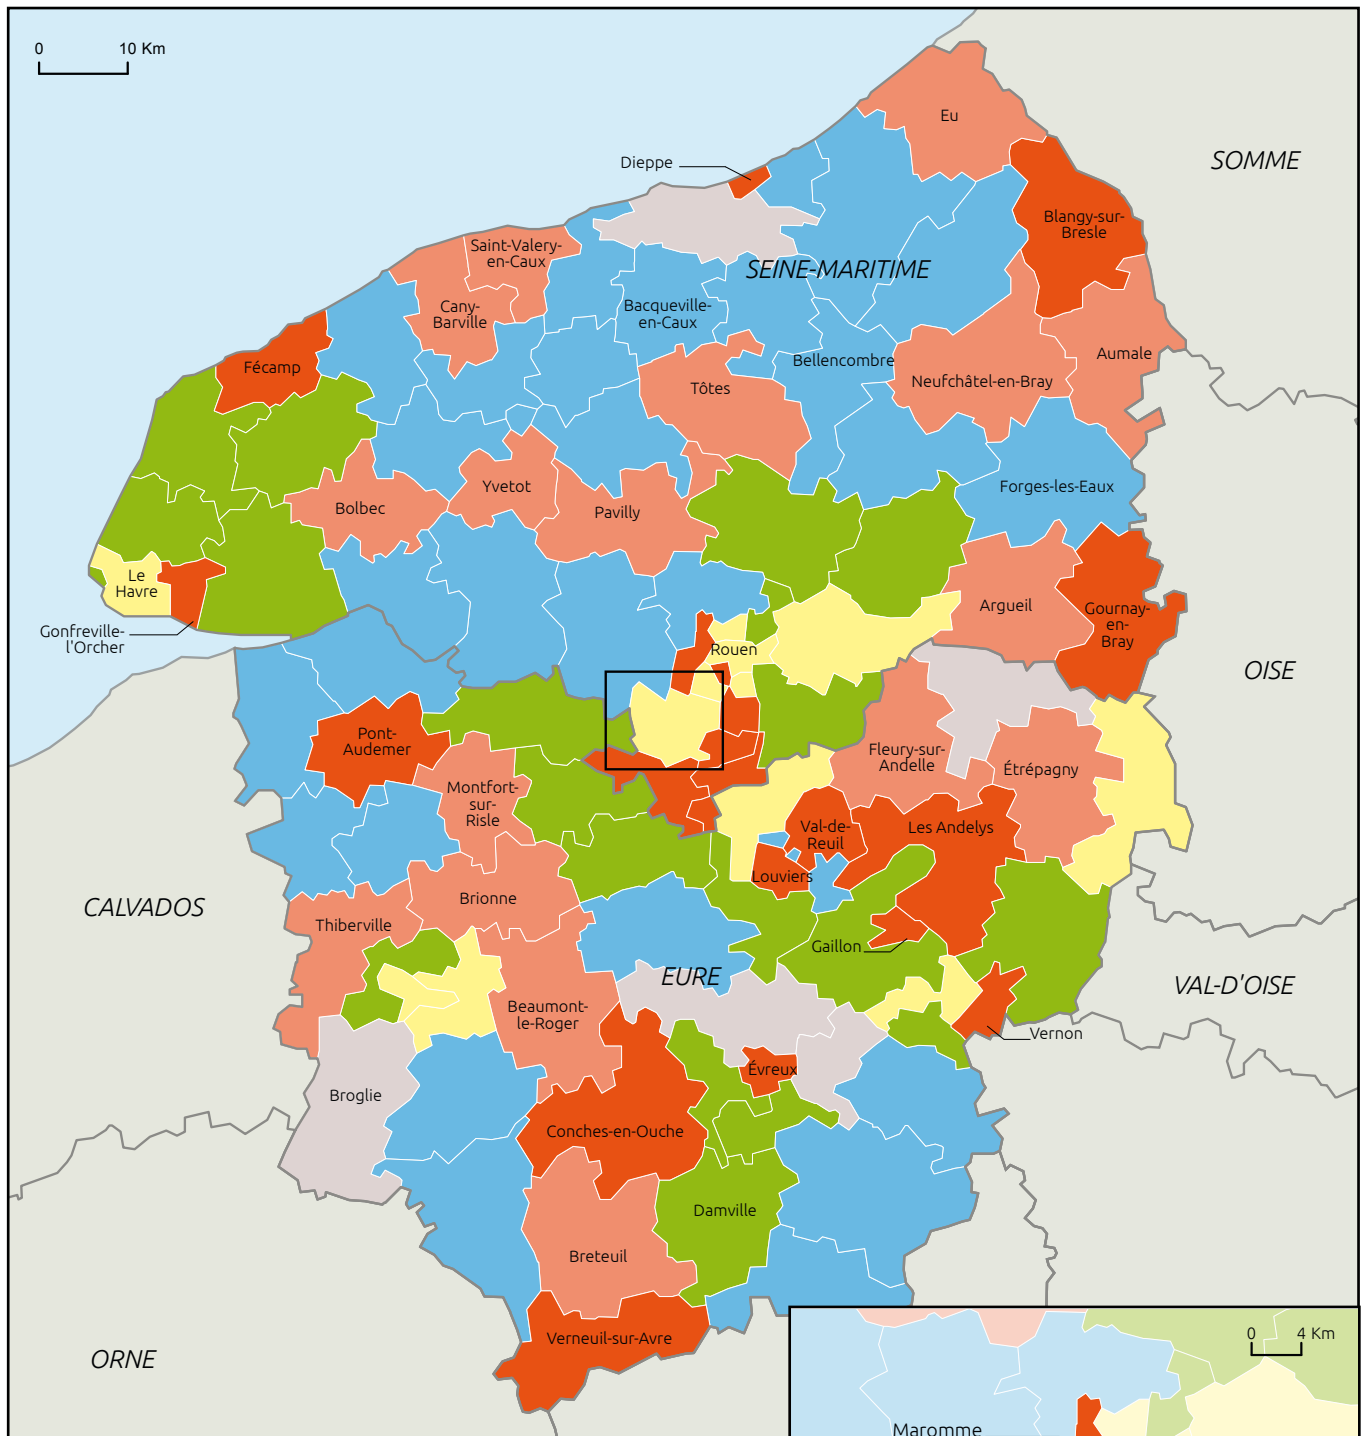 0 10 Km
Eu
SOMME
Dieppe
Blangy-sur-
Bresle
Saint-Valery-
en-Caux
SEINE-MARITIME
Cany-
Barville
Bacqueville-
en-Caux
Aumale
Bellencombre
Fécamp
Neufchâtel-en-Bray
Tôtes
Yvetot
Forges-les-Eaux
Bolbec
Pavilly
Le
Havre
Argueil
Gournay-
en-
Bray
Gonfreville-
l'Orcher
Rouen
OISE
Pont-
Audemer
Fleury-sur-
Andelle
Étrépagny
Montfort-
sur-
Risle
Val-de-
Reuil
Les Andelys
Louviers
Brionne
CALVADOS
Thiberville
Gaillon
EURE
VAL-D'OISE
Beaumont-
le-Roger
Vernon
Évreux
Broglie
Conches-en-Ouche
Damville
Breteuil
Verneuil-sur-Avre
0 4 Km
ORNE
Maromme